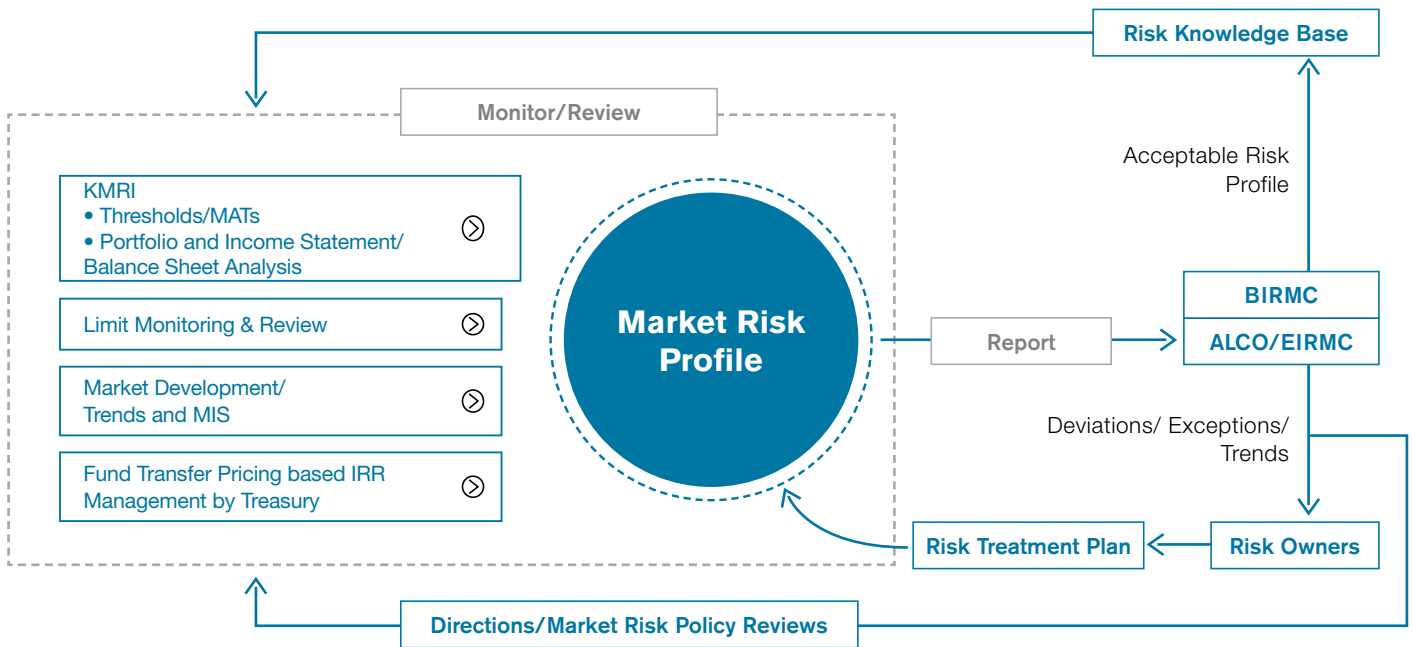 Risk Knowledge Base
Monitor/Review
Acceptable Risk
Profile
KMRI
• Thresholds/MATs
• Portfolio and Income Statement/
Balance Sheet Analysis
Limit Monitoring & Review
Market Development/
Trends and MIS
Fund Transfer Pricing based IRR
Management by Treasury
Market Risk
Profile
Report
BIRMC
ALCO/EIRMC
Deviations/ Exceptions/
Trends
Risk Treatment Plan
Risk Owners
Directions/Market Risk Policy Reviews